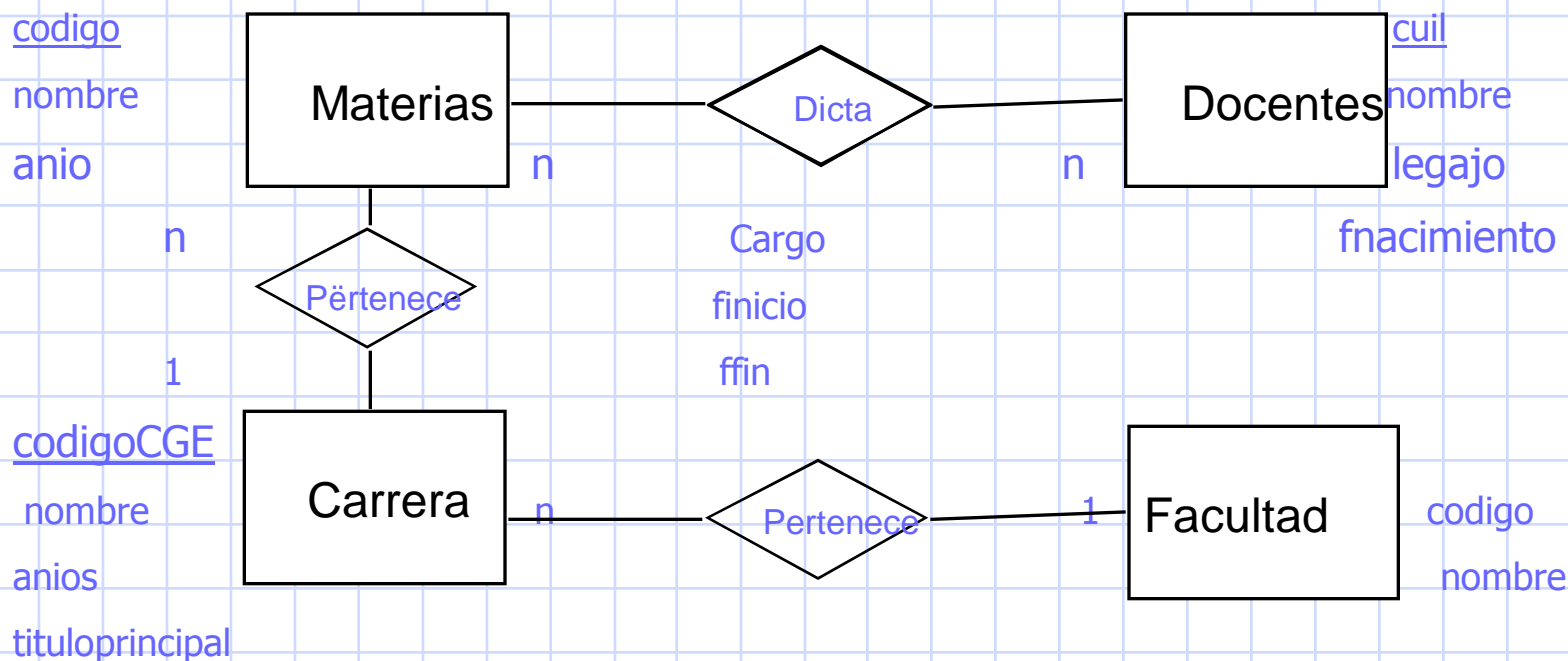 codigo
nombre
anio
Materias
n
Dicta
n
Docentes
cuil
nombre
legajo
fnacimiento
n
Përtenece
1
Cargo
finicio
ffin
codigoCGE
nombre
anios
tituloprincipal
Carrera
n
Pertenece
1
Facultad
codigo
nombre